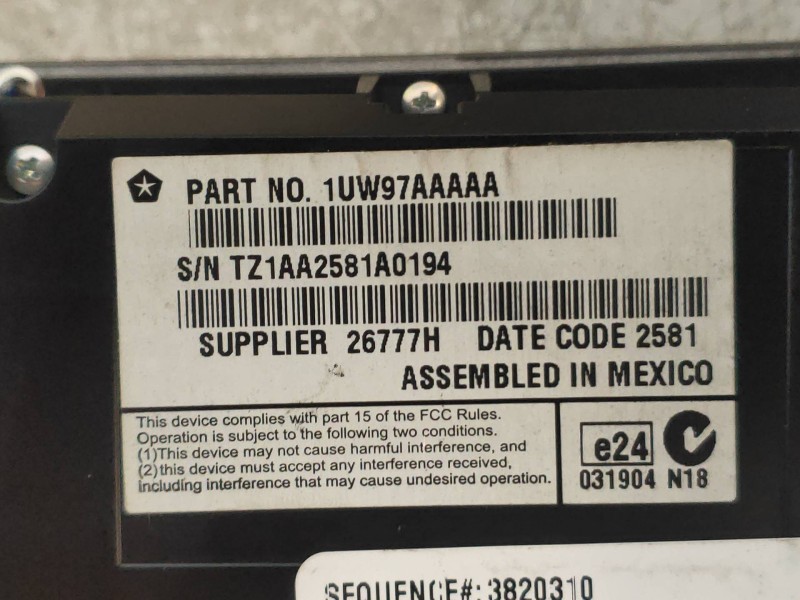 PART NO. 1UW97AAAAA
S/N TZ1AA2581A0194
SUPPLIER 26777H DATE CODE 2581
ASSEMBLED IN MEXICO
This device complies with part 15 of the FCC Rules.
Operation is subject to the following two conditions.
(1)This device may not cause harmful interference, and
(2)this device must accept any interference received,
including interference that may cause undesired operation.
e24
031904 N18
SEQUENCE#: 3820310